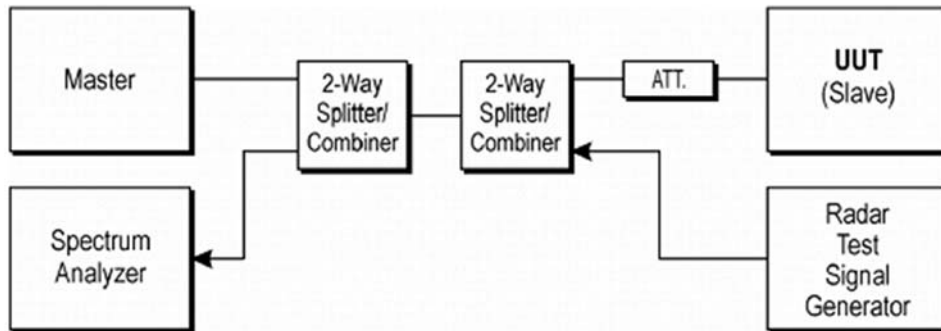 Master
2-Way
Splitter/
Combiner
2-Way
Splitter/
Combiner
ATT.
UUT
(Slave)
Spectrum
Analyzer
Radar
Test
Signal
Generator